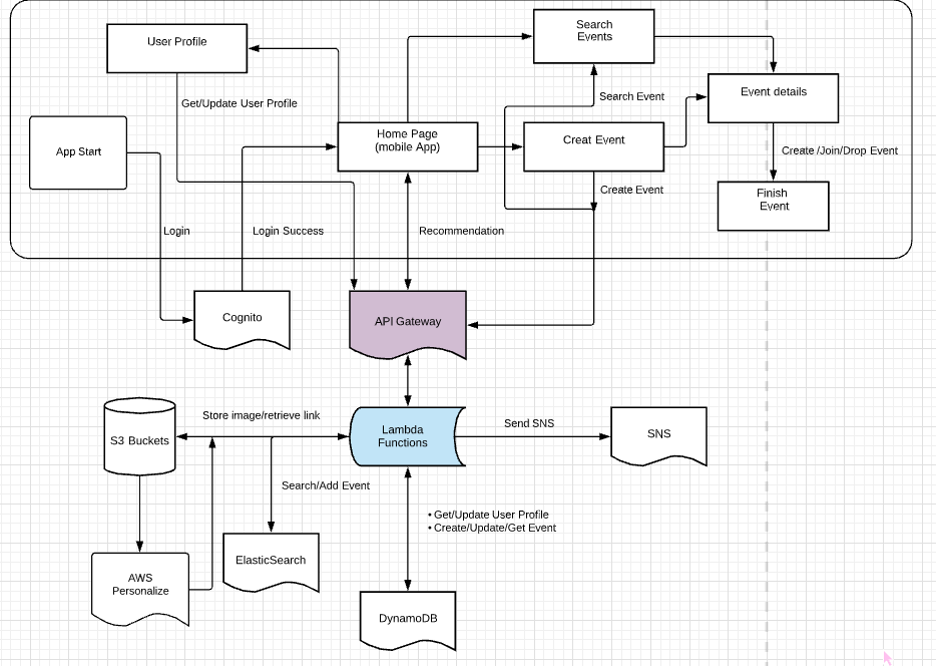 Search
Events
User Profile
Event details
Search Event
Get/Update User Profile
Home Page
(mobile App)
Creat Event
App Start
Create /Join/Drop Event
Create Event
Finish
Event
Login
Login Success
Recommendation
Cognito
API Gateway
Store image/retrieve link
S3 Buckets
Lambda
Functions
Send SNS
SNS
Search/Add Event
• Get/Update User Profile
• Create/Update/Get Event
ElasticSearch
AWS
Personalize
DynamoDB